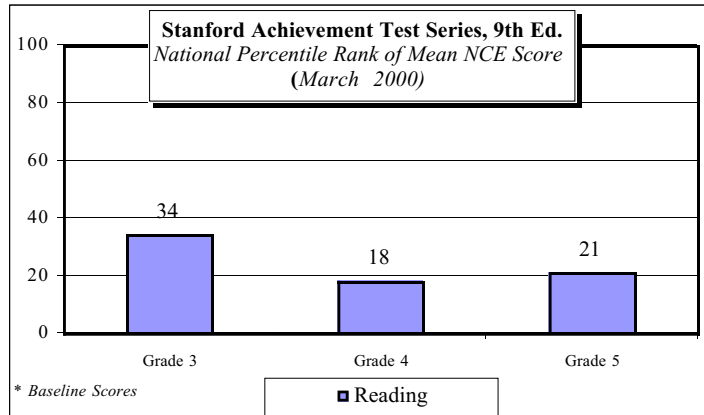 Stanford Achievement Test Series, 9th Ed.
National Percentile Rank of Mean NCE Score
(March 2000)
100
80
60
40
20
0
34
18
21
Grade 3
Grade 4
Grade 5
* Baseline Scores
Reading